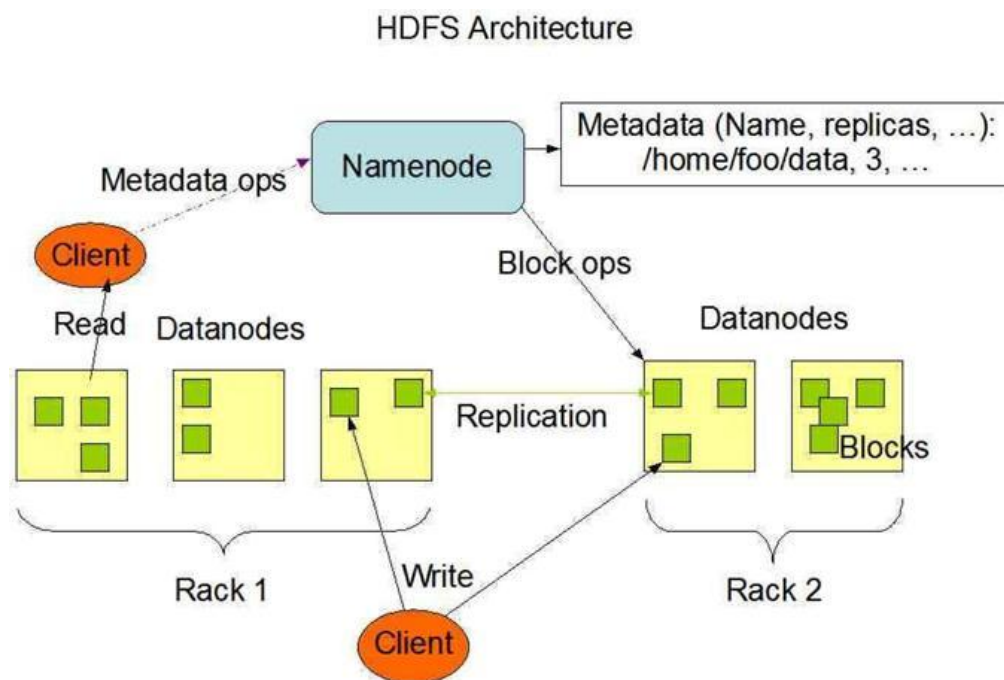 HDFS Architecture
Metadata (Name, replicas, …):
/home/foo/data, 3, …
Namenode
Metadata ops
Client
Block ops
Read
Datanodes
Datanodes
Replication
Blocks
Rack 1
Write
Rack 2
Client